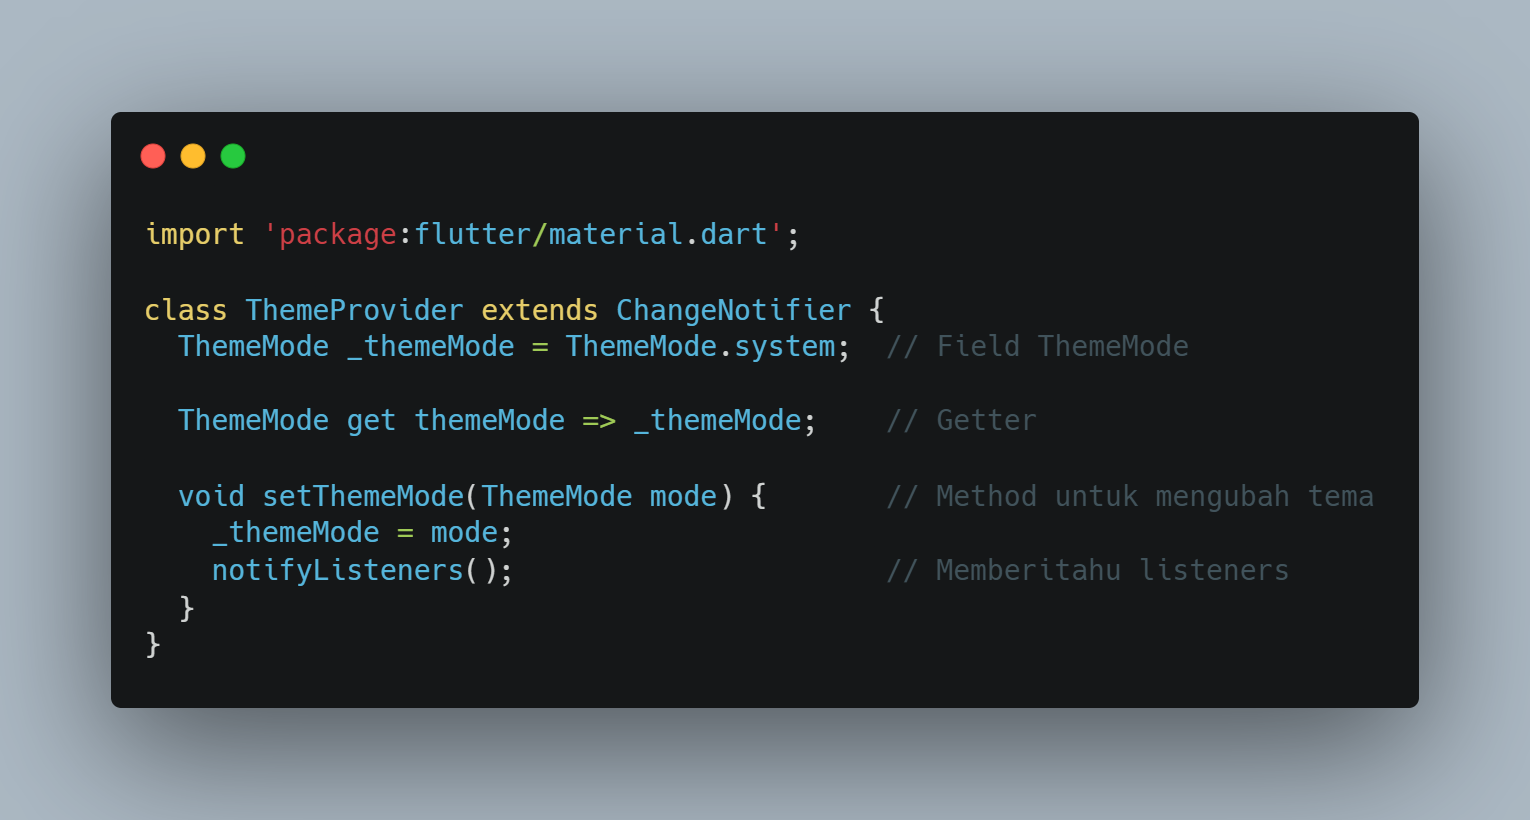 import 'package:flutter/material.dart';
class ThemeProvider extends ChangeNotifier {
  ThemeMode _themeMode = ThemeMode.system;  // Field ThemeMode
  ThemeMode get themeMode => _themeMode;    // Getter
  void setThemeMode(ThemeMode mode) {       // Method untuk mengubah tema
    _themeMode = mode;
    notifyListeners();                      // Memberitahu listeners
  }
}